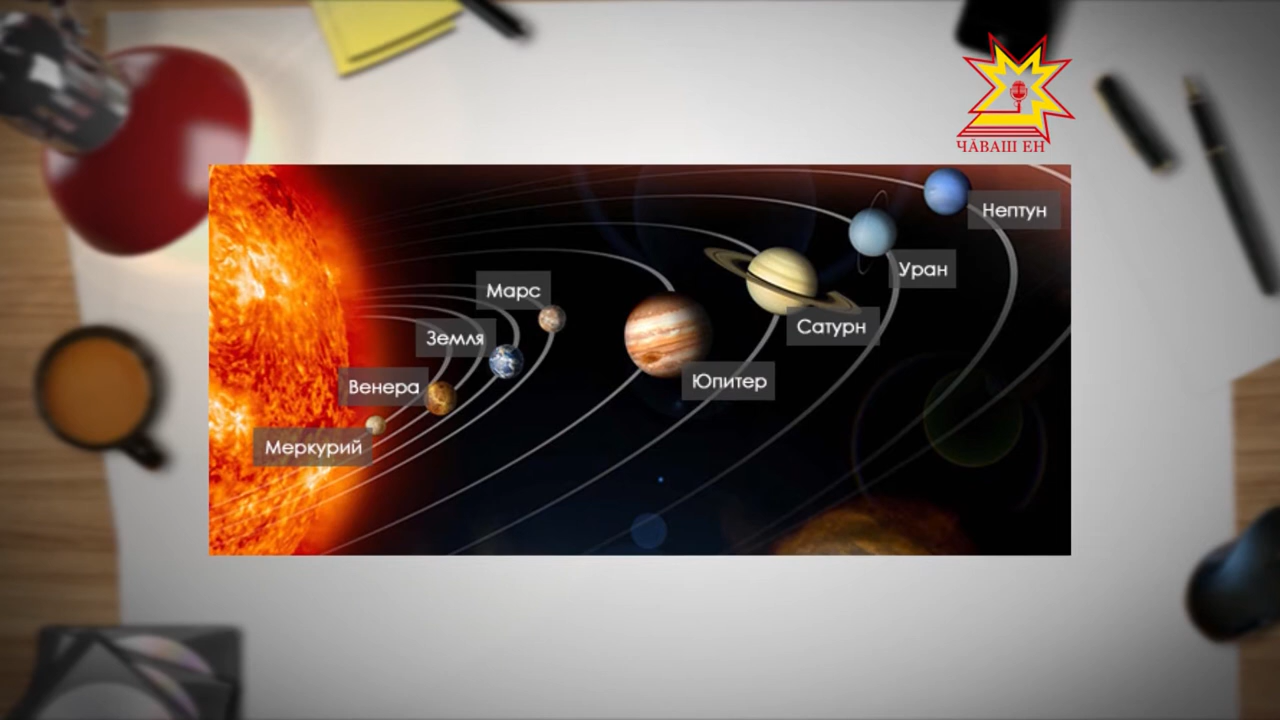 ЧӐВАШ ЕН
Нептун
Уран
Марс
Сатурн
Земля
Юпитер
Венера
Меркурий